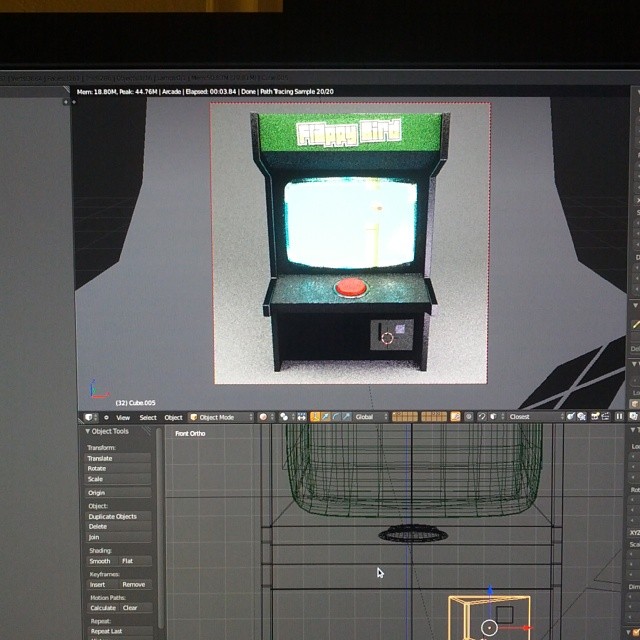 Mem: 18.80M, Peak: 44.76M | Arcade | Elapsed: 00:03.84 | Done | Path Tracing Sample 20/20
Flappy Bird
(32) Cube.005
View Select Object Object Mode Global Closest
Object Tools
Front Ortho
Transform:
Translate
Rotate
Scale
Origin
Object:
Duplicate Objects
Delete
Join
Shading:
Smooth Flat
Keyframes:
Insert Remove
Motion Paths:
Calculate Clear
Repeat:
Repeat Last